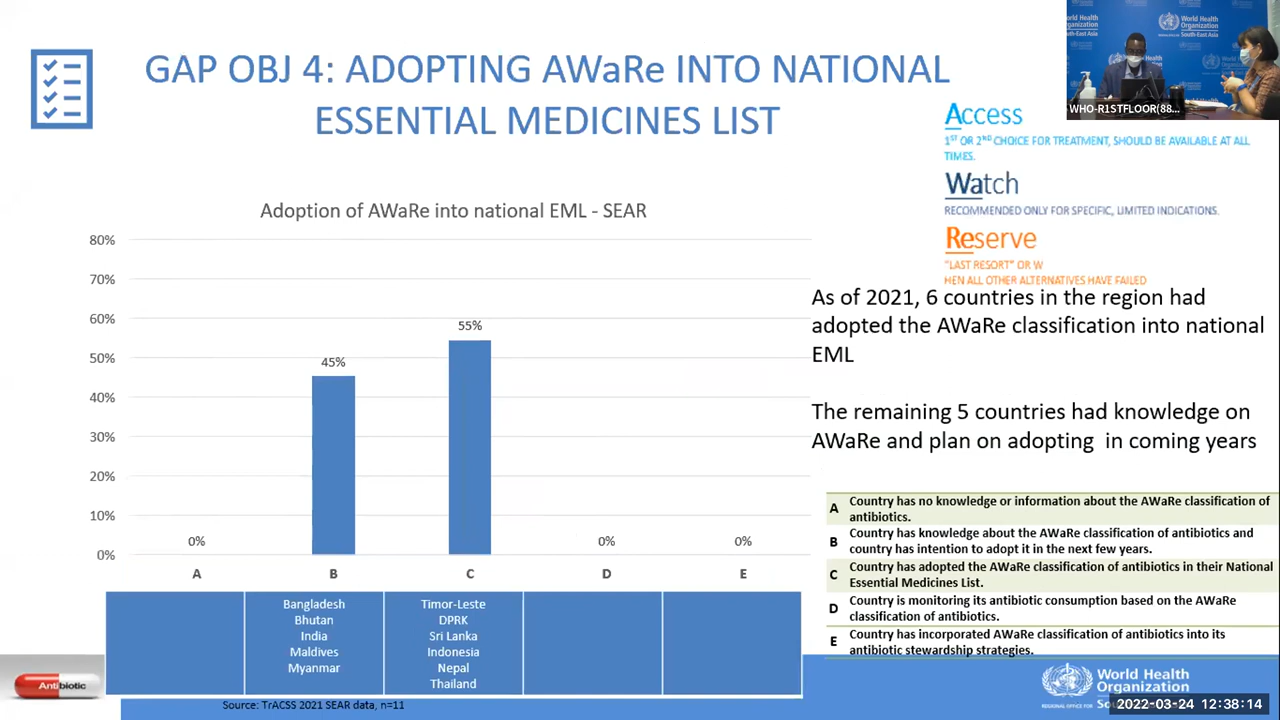 GAP OBJ 4: ADOPTING AWaRe INTO NATIONAL
ESSENTIAL MEDICINES LIST
World Health
Organization
South-East Asia
WHO-R1STFLOOR(88...
Access
1ST OR 2ND CHOICE FOR TREATMENT, SHOULD BE AVAILABLE AT ALL
TIMES.
Watch
RECOMMENDED ONLY FOR SPECIFIC, LIMITED INDICATIONS.
Reserve
"LAST RESORT" OR W
HEN ALL OTHER ALTERNATIVES HAVE FAILED
Adoption of AWaRe into national EML - SEAR
80%
70%
60%
50%
40%
30%
20%
10%
0%
0%
45%
55%
0%
0%
A
B
C
D
E
Bangladesh
Bhutan
India
Maldives
Myanmar
Timor-Leste
DPRK
Sri Lanka
Indonesia
Nepal
Thailand
As of 2021, 6 countries in the region had
adopted the AWaRe classification into national
EML
The remaining 5 countries had knowledge on
AWaRe and plan on adopting in coming years
A Country has no knowledge or information about the AWaRe classification of
antibiotics.
B Country has knowledge about the AWaRe classification of antibiotics and
country has intention to adopt it in the next few years.
C Country has adopted the AWaRe classification of antibiotics in their National
Essential Medicines List.
D Country is monitoring its antibiotic consumption based on the AWaRe
classification of antibiotics.
E Country has incorporated AWaRe classification of antibiotics into its
antibiotic stewardship strategies.
Antibiotic
Source: TrACSS 2021 SEAR data, n=11
World Health
Organization
REGIONAL OFFICE FOR
2022-03-24 12:38:14